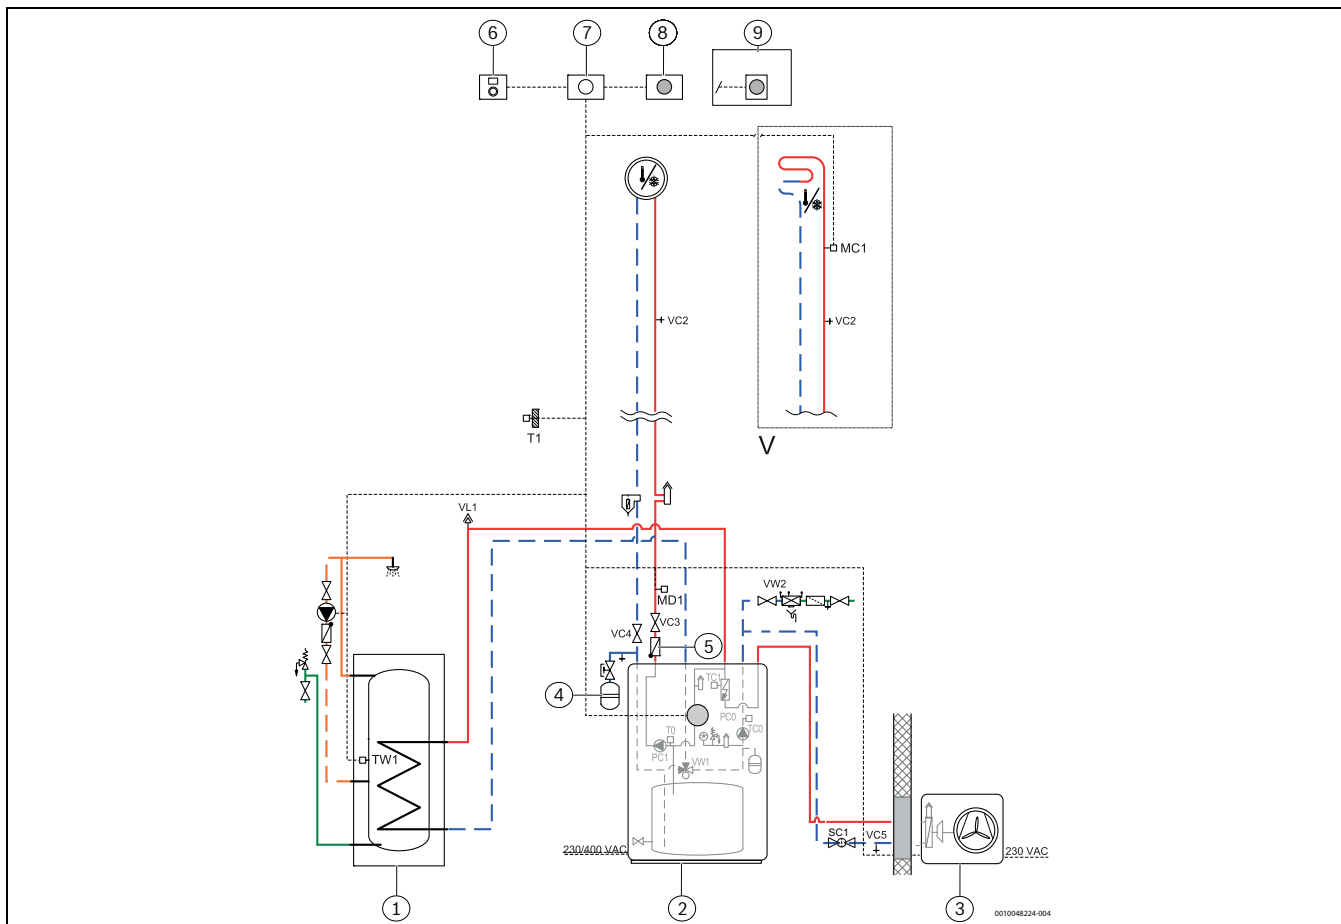 6
7
8
9
MC1
VC2
VC2
T1
V
VL1
VW2
MD1
VC4
VC3
5
4
TC1
PC0
TC0
T0
PC1
VW1
TW1
SC1
VC5
230/400 VAC
230 VAC
1
2
3
0010048224-004